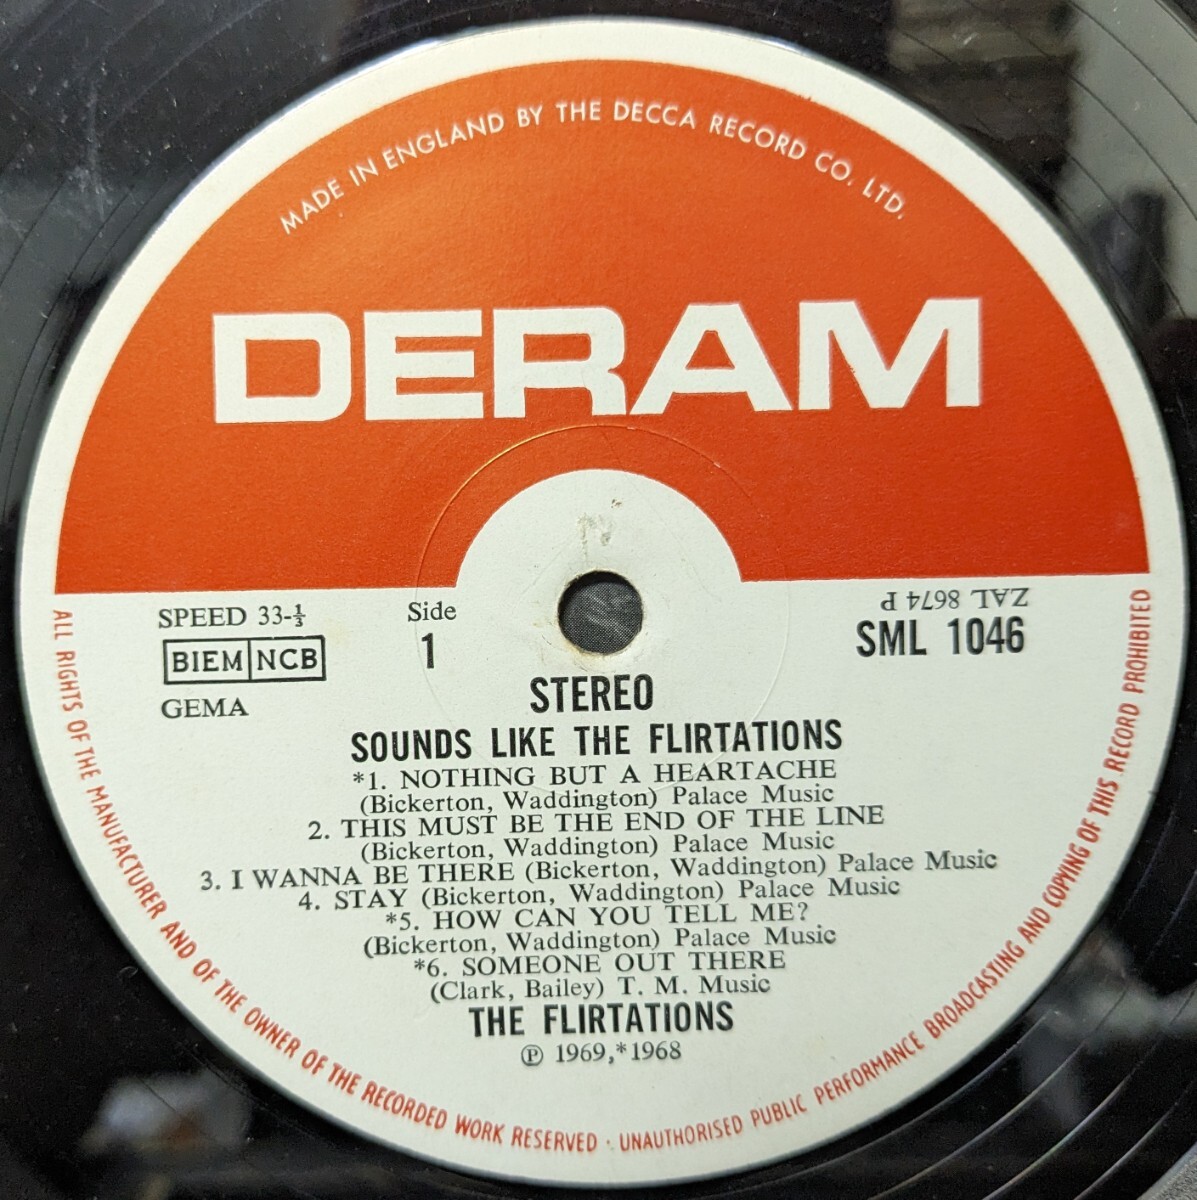 MADE IN ENGLAND BY THE DECCA RECORD CO. LTD.
DERAM
SPEED 33-⅓
Side
1
BIEM NCB
GEMA
ZAL 8674 P
SML 1046
STEREO
SOUNDS LIKE THE FLIRTATIONS
*1. NOTHING BUT A HEARTACHE
(Bickerton, Waddington) Palace Music
2. THIS MUST BE THE END OF THE LINE
(Bickerton, Waddington) Palace Music
3. I WANNA BE THERE (Bickerton, Waddington) Palace Music
4. STAY (Bickerton, Waddington) Palace Music
*5. HOW CAN YOU TELL ME?
(Bickerton, Waddington) Palace Music
*6. SOMEONE OUT THERE
(Clark, Bailey) T. M. Music
THE FLIRTATIONS
℗ 1969,*1968
ALL RIGHTS OF THE MANUFACTURER AND OF THE OWNER OF THE RECORDED WORK RESERVED · UNAUTHORISED PUBLIC PERFORMANCE BROADCASTING AND COPYING OF THIS RECORD PROHIBITED